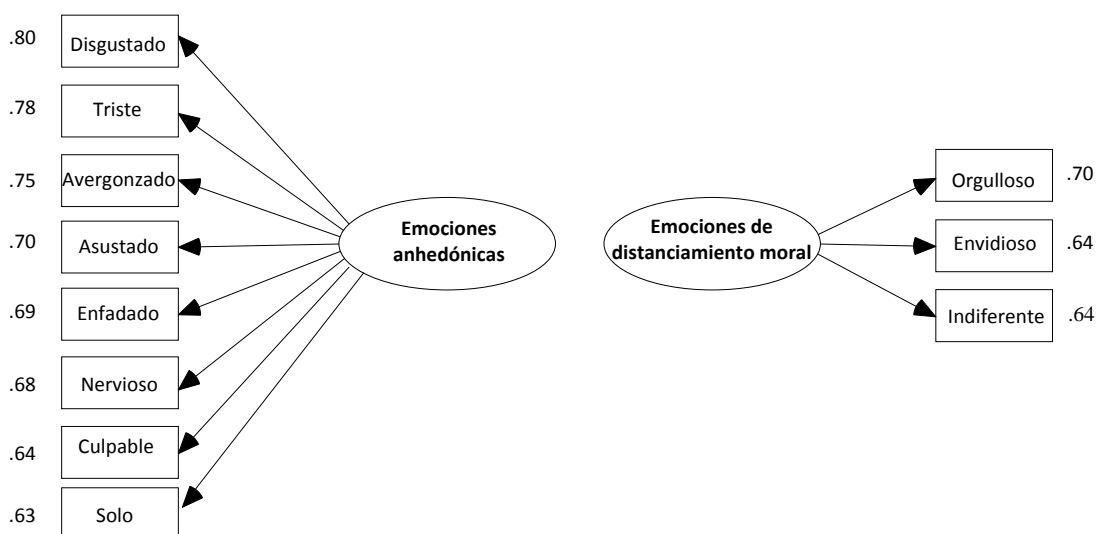 .80 Disgustado
.78 Triste
.75 Avergonzado
.70 Asustado
.69 Enfadado
.68 Nervioso
.64 Culpable
.63 Solo
Emociones
anhedónicas
Emociones de
distanciamiento moral
Orgulloso .70
Envidioso .64
Indiferente .64